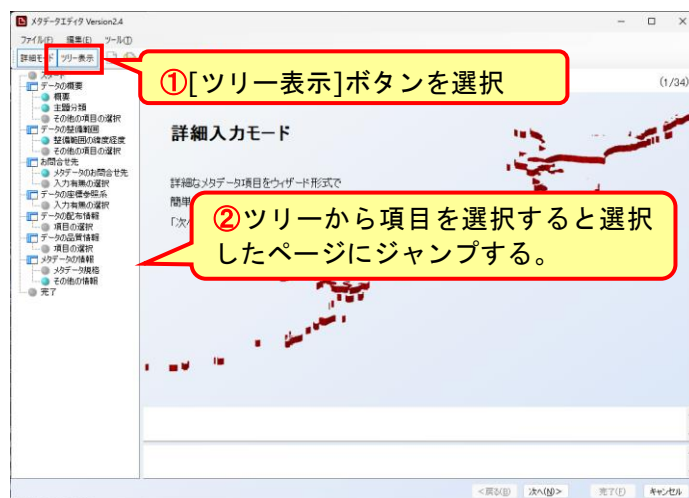 メタデータエディタ Version2.4
ファイル(F) 編集(E) ツール(T)
詳細モード ツリー表示
①[ツリー表示]ボタンを選択
(1/34)
データの概要
概要
主題分類
その他の項目の選択
データの整備範囲
整備範囲の緯度経度
その他の項目の選択
お問合せ先
メタデータのお問合せ先
入力有無の選択
データの座標参照系
入力有無の選択
データの配布情報
項目の選択
データの品質情報
項目の選択
メタデータの情報
メタデータ規格
その他の情報
完了
詳細入力モード
詳細なメタデータ項目をウィザード形式で
簡単
「次へ
②ツリーから項目を選択すると選択
したページにジャンプする。
<戻る(B) 次へ(N)> 完了(F) キャンセル